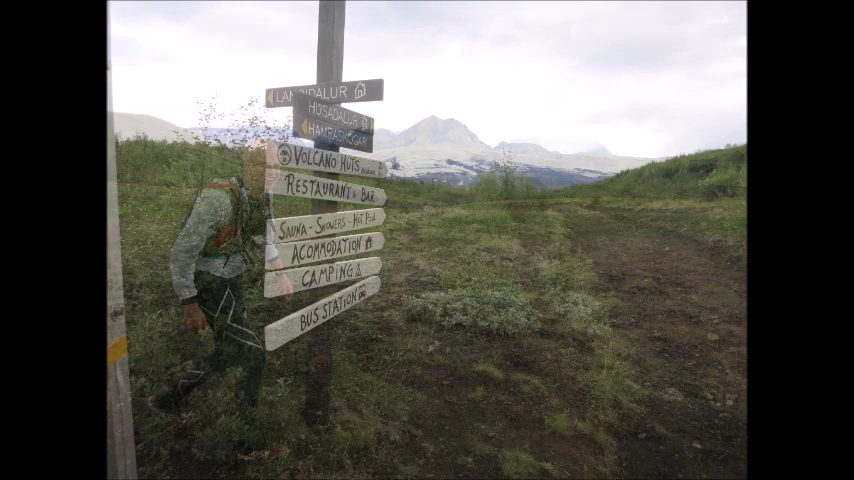 LANGIDALUR
HÚSADALUR
HAMRASKÓGAR
VOLCANO HUTS
RESTAURANT & BAR
SAUNA - SHOWERS - HOT POOL
ACOMMODATION
CAMPING
BUS STATION